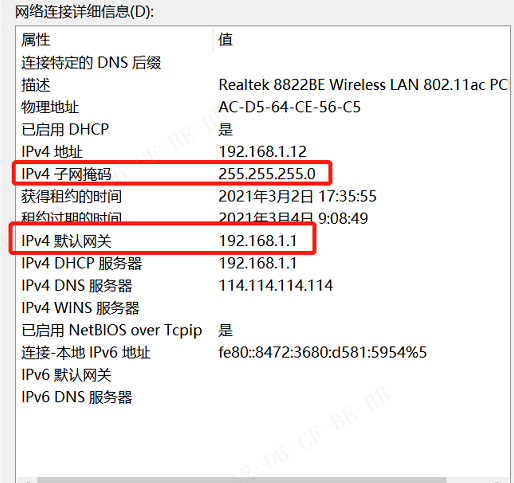 网络连接详细信息(D):
属性 值
连接特定的 DNS 后缀
描述 Realtek 8822BE Wireless LAN 802.11ac PCI
物理地址 AC-D5-64-CE-56-C5
已启用 DHCP 是
IPv4 地址 192.168.1.12
IPv4 子网掩码 255.255.255.0
获得租约的时间 2021年3月2日 17:35:55
租约过期的时间 2021年3月4日 9:08:49
IPv4 默认网关 192.168.1.1
IPv4 DHCP 服务器 192.168.1.1
IPv4 DNS 服务器 114.114.114.114
IPv4 WINS 服务器
已启用 NetBIOS over Tcpip 是
连接-本地 IPv6 地址 fe80::8472:3680:d581:5954%5
IPv6 默认网关
IPv6 DNS 服务器